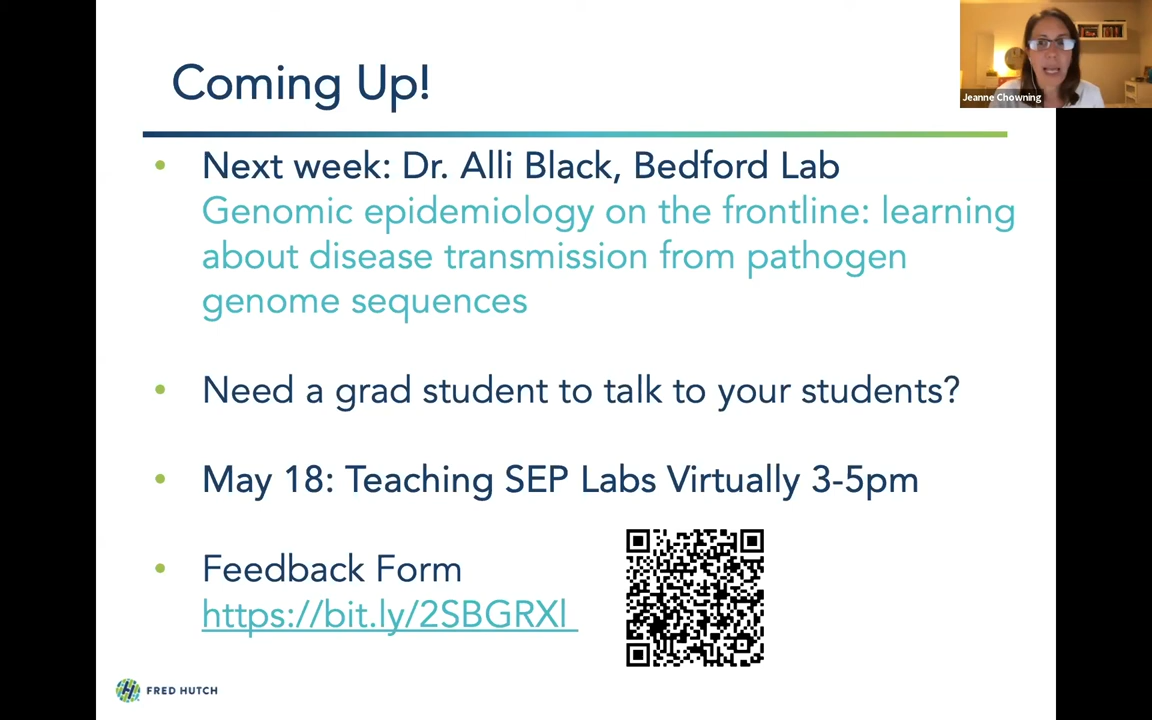 Coming Up!
Jeanne Chowning
Next week: Dr. Alli Black, Bedford Lab
Genomic epidemiology on the frontline: learning
about disease transmission from pathogen
genome sequences
Need a grad student to talk to your students?
May 18: Teaching SEP Labs Virtually 3-5pm
Feedback Form
https://bit.ly/2SBGRXl
FRED HUTCH